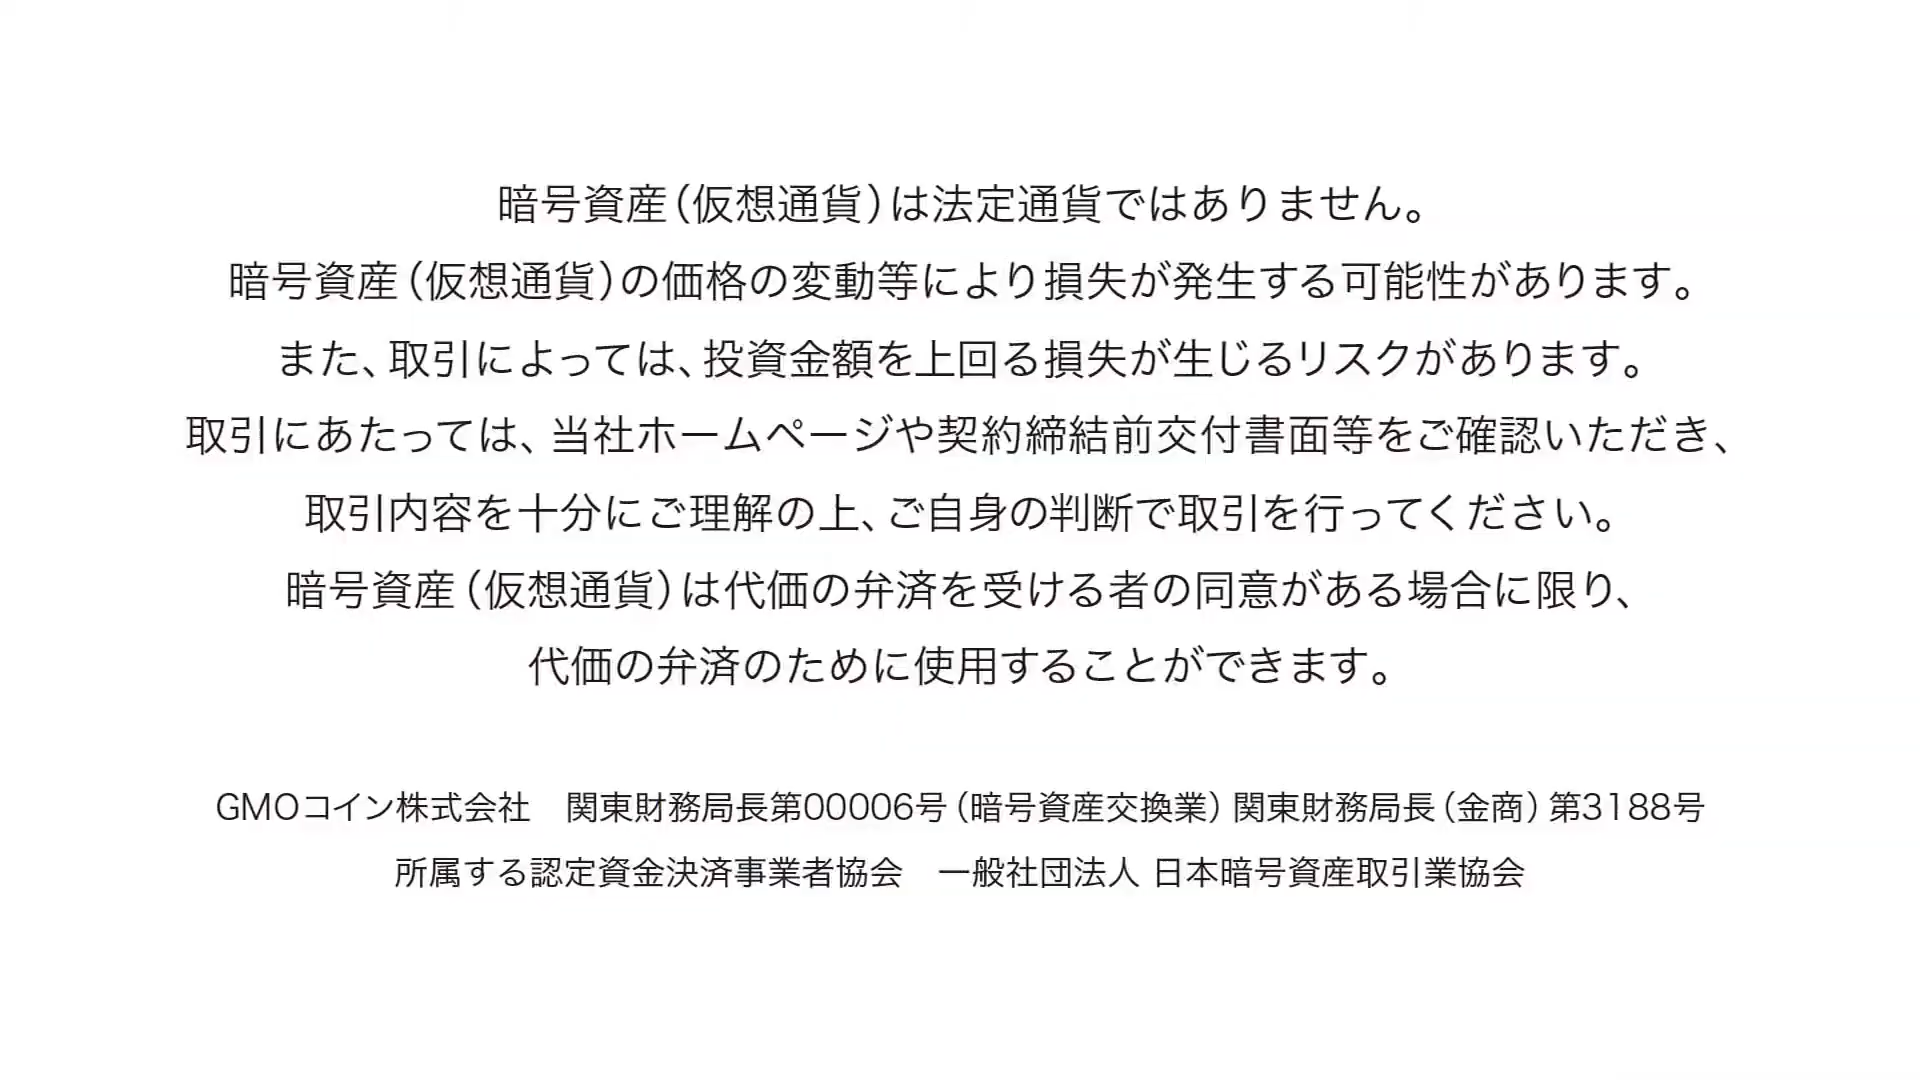 暗号資産（仮想通貨）は法定通貨ではありません。
暗号資産（仮想通貨）の価格の変動等により損失が発生する可能性があります。
また、取引によっては、投資金額を上回る損失が生じるリスクがあります。
取引にあたっては、当社ホームページや契約締結前交付書面等をご確認いただき、
取引内容を十分にご理解の上、ご自身の判断で取引を行ってください。
暗号資産（仮想通貨）は代価の弁済を受ける者の同意がある場合に限り、
代価の弁済のために使用することができます。
GMOコイン株式会社　関東財務局長第00006号（暗号資産交換業）関東財務局長（金商）第3188号
所属する認定資金決済事業者協会　一般社団法人 日本暗号資産取引業協会